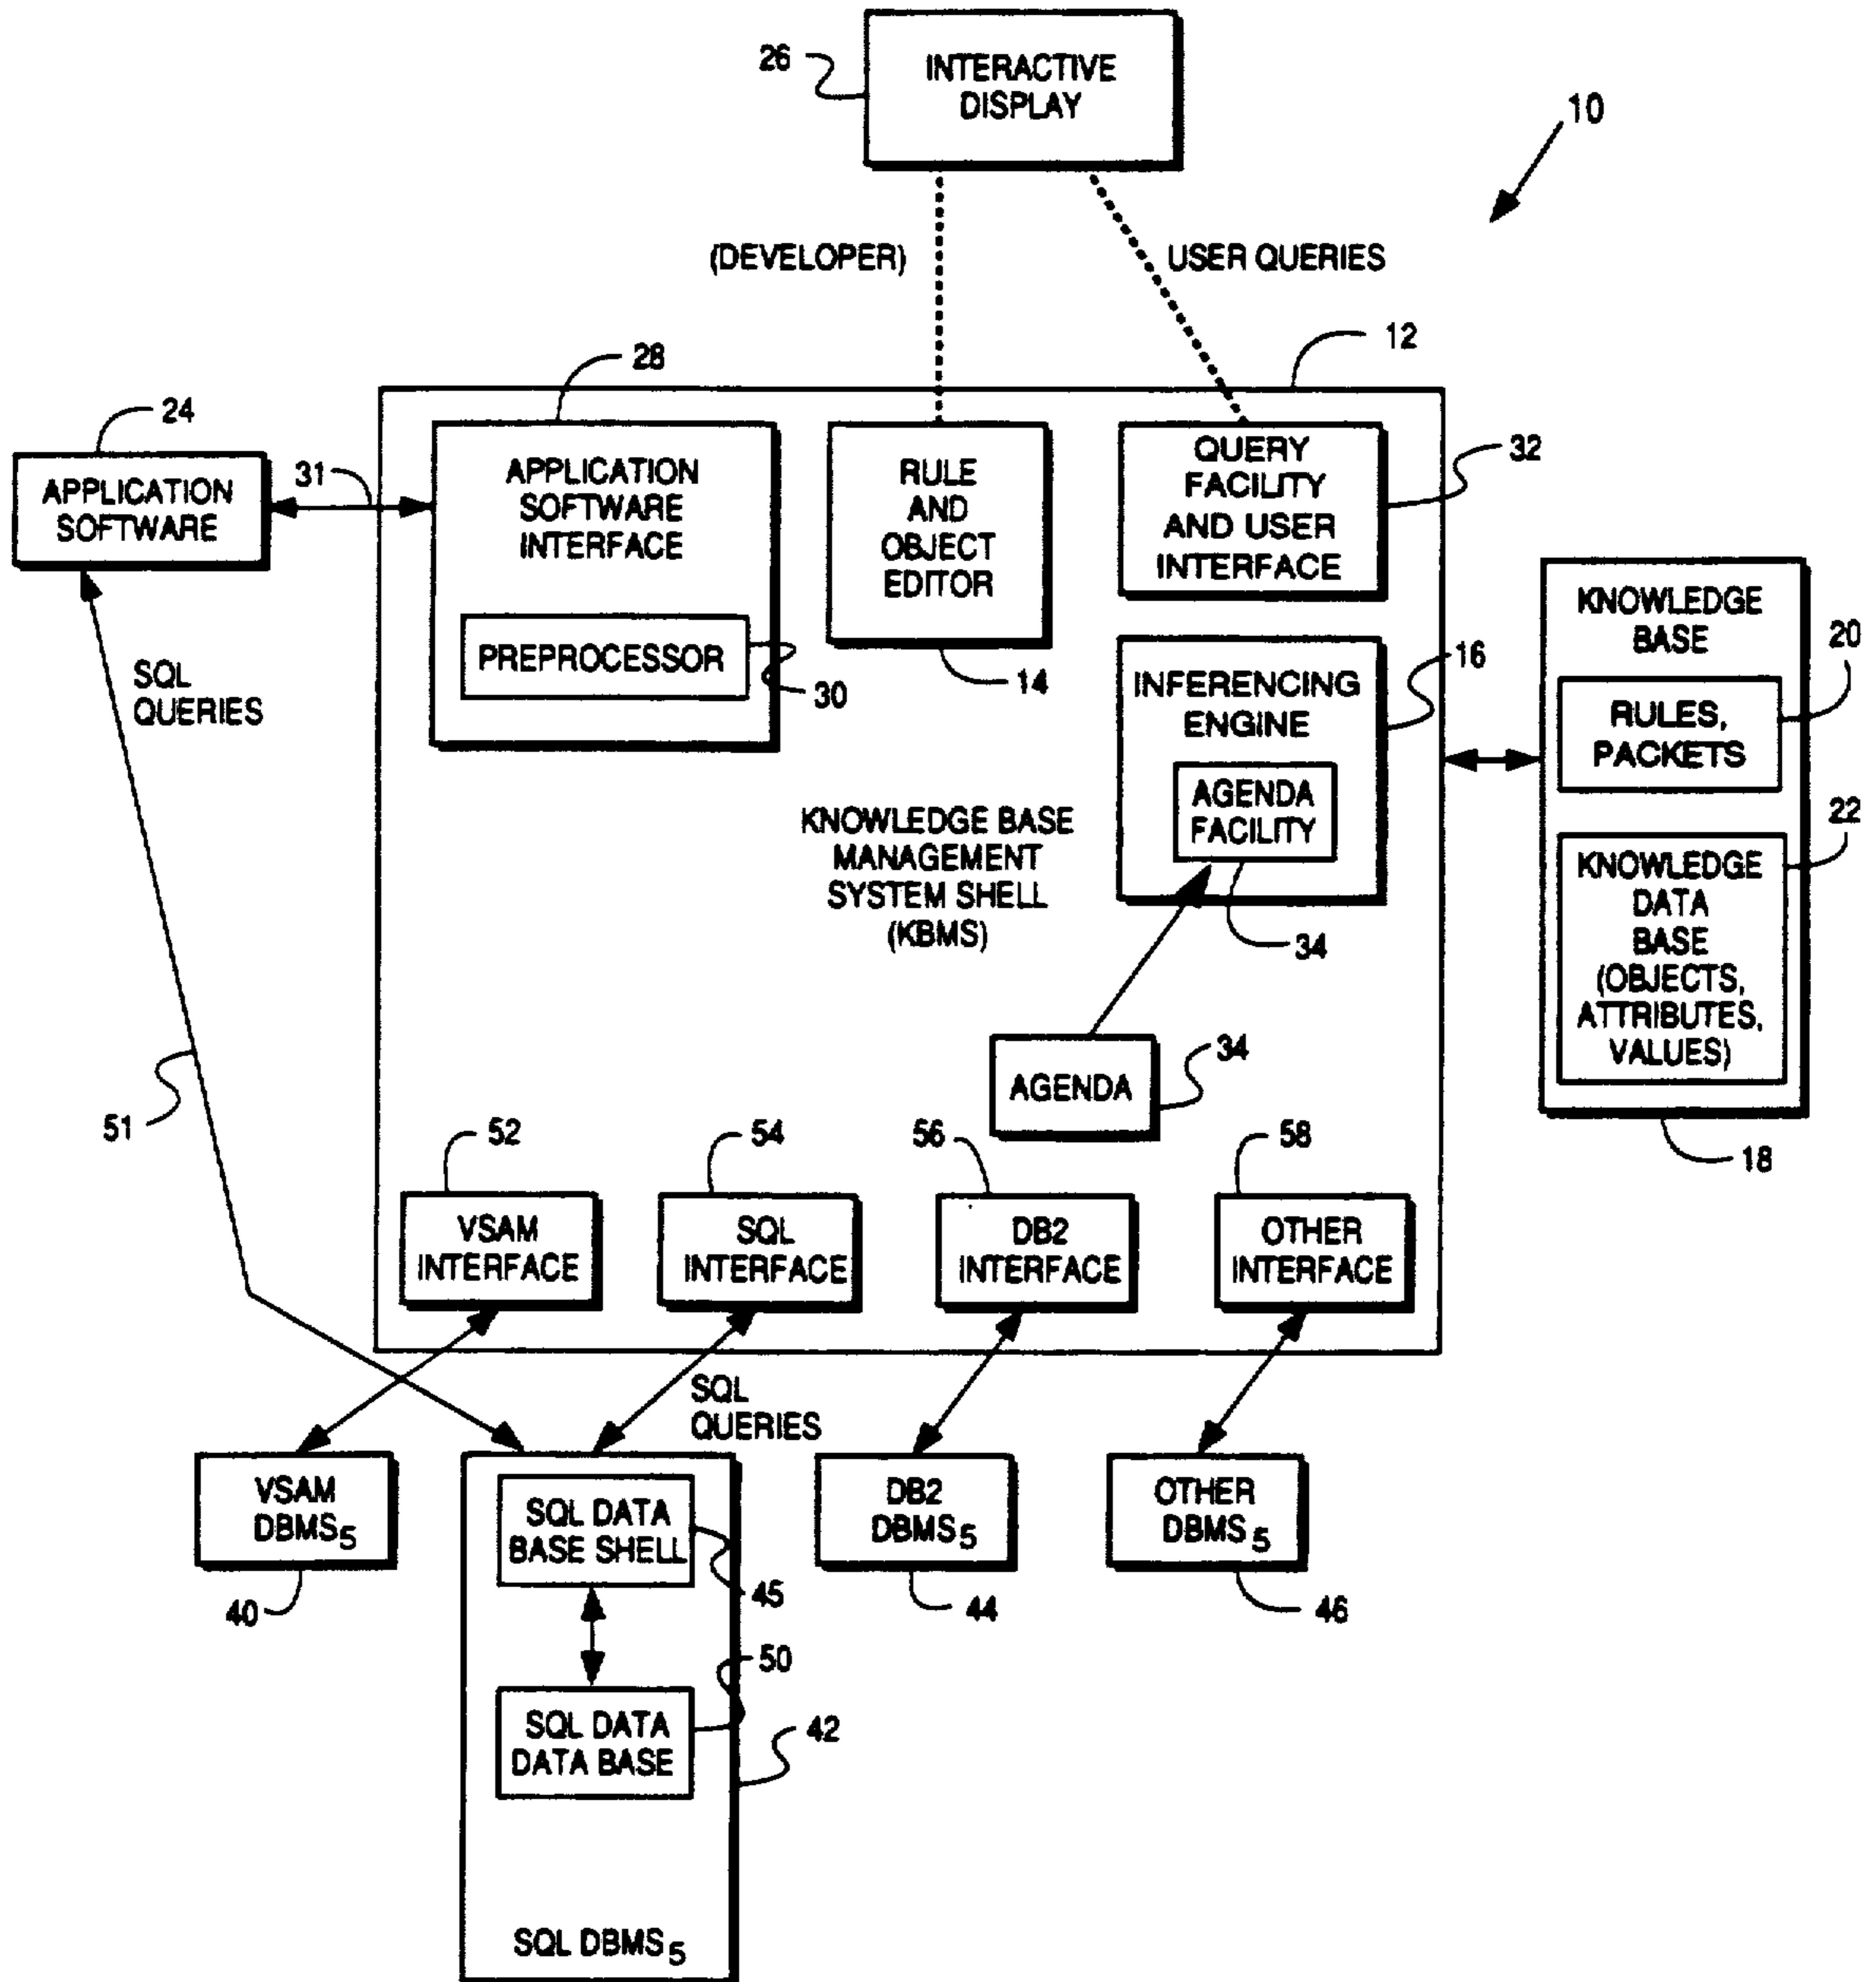 26
INTERACTIVE
DISPLAY
10
(DEVELOPER)
USER QUERIES
12
28
24
APPLICATION
SOFTWARE
31
APPLICATION
SOFTWARE
INTERFACE
PREPROCESSOR
30
RULE
AND
OBJECT
EDITOR
14
QUERY
FACILITY
AND USER
INTERFACE
32
INFERENCING
ENGINE
16
AGENDA
FACILITY
34
KNOWLEDGE
BASE
20
RULES,
PACKETS
22
KNOWLEDGE
DATA
BASE
(OBJECTS,
ATTRIBUTES,
VALUES)
18
SQL
QUERIES
KNOWLEDGE BASE
MANAGEMENT
SYSTEM SHELL
(KBMS)
AGENDA
34
51
52
VSAM
INTERFACE
54
SQL
INTERFACE
56
DB2
INTERFACE
58
OTHER
INTERFACE
SQL
QUERIES
VSAM
DBMS5
40
SQL DATA
BASE SHELL
45
50
SQL DATA
DATA BASE
42
SQL DBMS5
DB2
DBMS5
44
OTHER
DBMS5
46